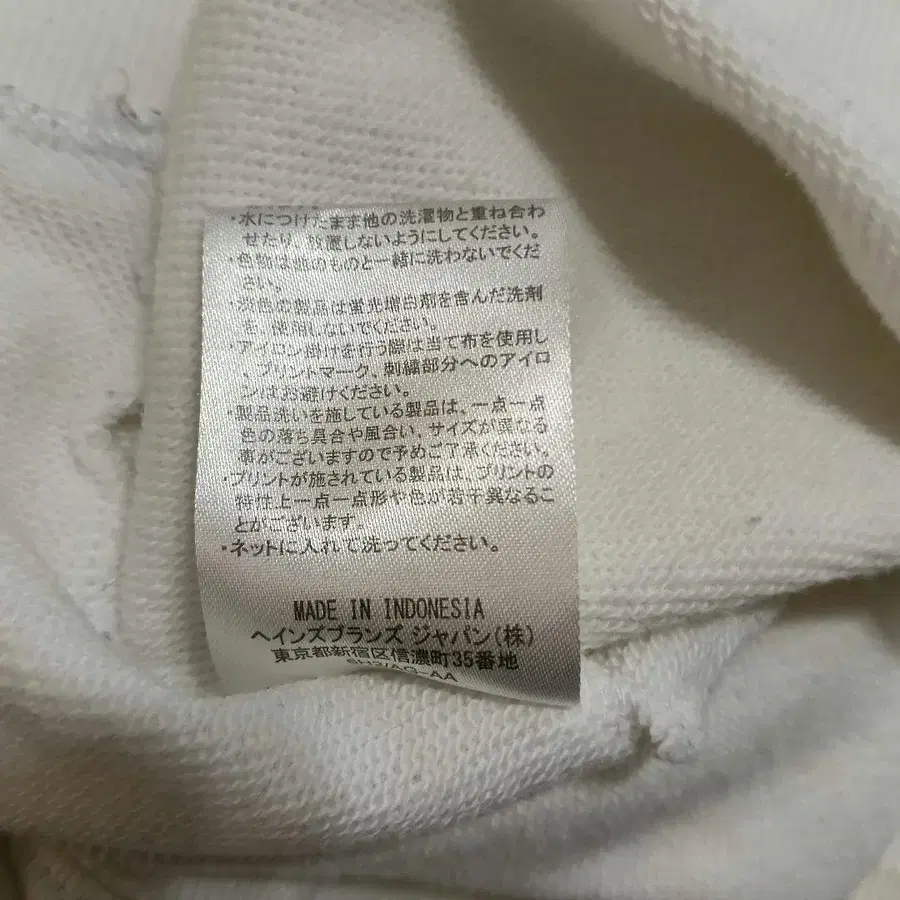 ・水につけたまま他の洗濯物と重ね合わ
せたり、放置しないようにしてください。
・色物は他のものと一緒に洗わないでくだ
さい。
・淡色の製品は蛍光増白剤を含んだ洗剤
を、使用しないでください。
・アイロン掛けを行う際は当て布を使用し
、プリントマーク、刺繍部分へのアイロ
ンはお避けください。
・製品洗いを施している製品は、一点一点
色の落ち具合や風合い、サイズが異なる
事がございますので予めご了承ください。
・プリントが施されている製品は、プリントの
特性上一点一点形や色が若干異なるこ
とがございます。
・ネットに入れて洗ってください。
MADE IN INDONESIA
ヘインズブランズ ジャパン(株)
東京都新宿区信濃町35番地